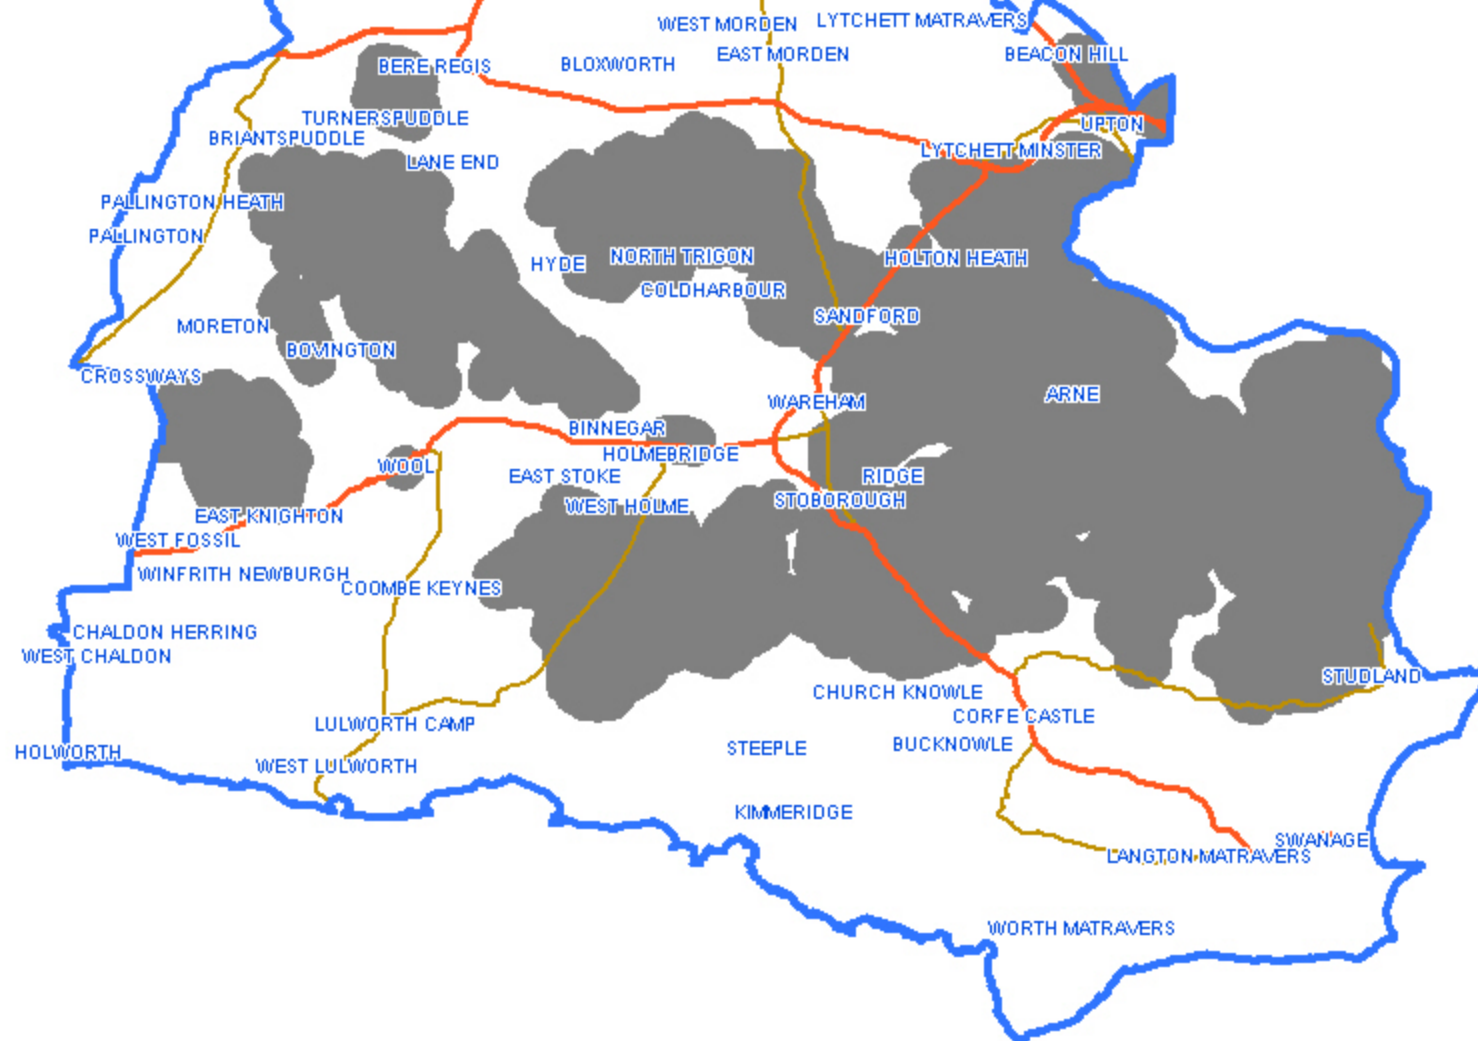 WEST MORDEN
LYTCHETT MATRAVERS
EAST MORDEN
BEACON HILL
BERE REGIS
BLOXWORTH
TURNERSPUDDLE
UPTON
BRIANTSPUDDLE
LYTCHETT MINSTER
LANE END
PALLINGTON HEATH
PALLINGTON
HYDE
NORTH TRIGON
HOLTON HEATH
COLDHARBOUR
MORETON
SANDFORD
BOVINGTON
CROSSWAYS
ARNE
WAREHAM
BINNEGAR
HOLMEBRIDGE
WOOL
EAST STOKE
RIDGE
WEST HOLME
STOBOROUGH
EAST KNIGHTON
WEST FOSSIL
WINFRITH NEWBURGH
COOMBE KEYNES
CHALDON HERRING
WEST CHALDON
STUDLAND
CHURCH KNOWLE
LULWORTH CAMP
CORFE CASTLE
HOLWORTH
STEEPLE
BUCKNOWLE
WEST LULWORTH
KIMMERIDGE
SWANAGE
LANGTON MATRAVERS
WORTH MATRAVERS